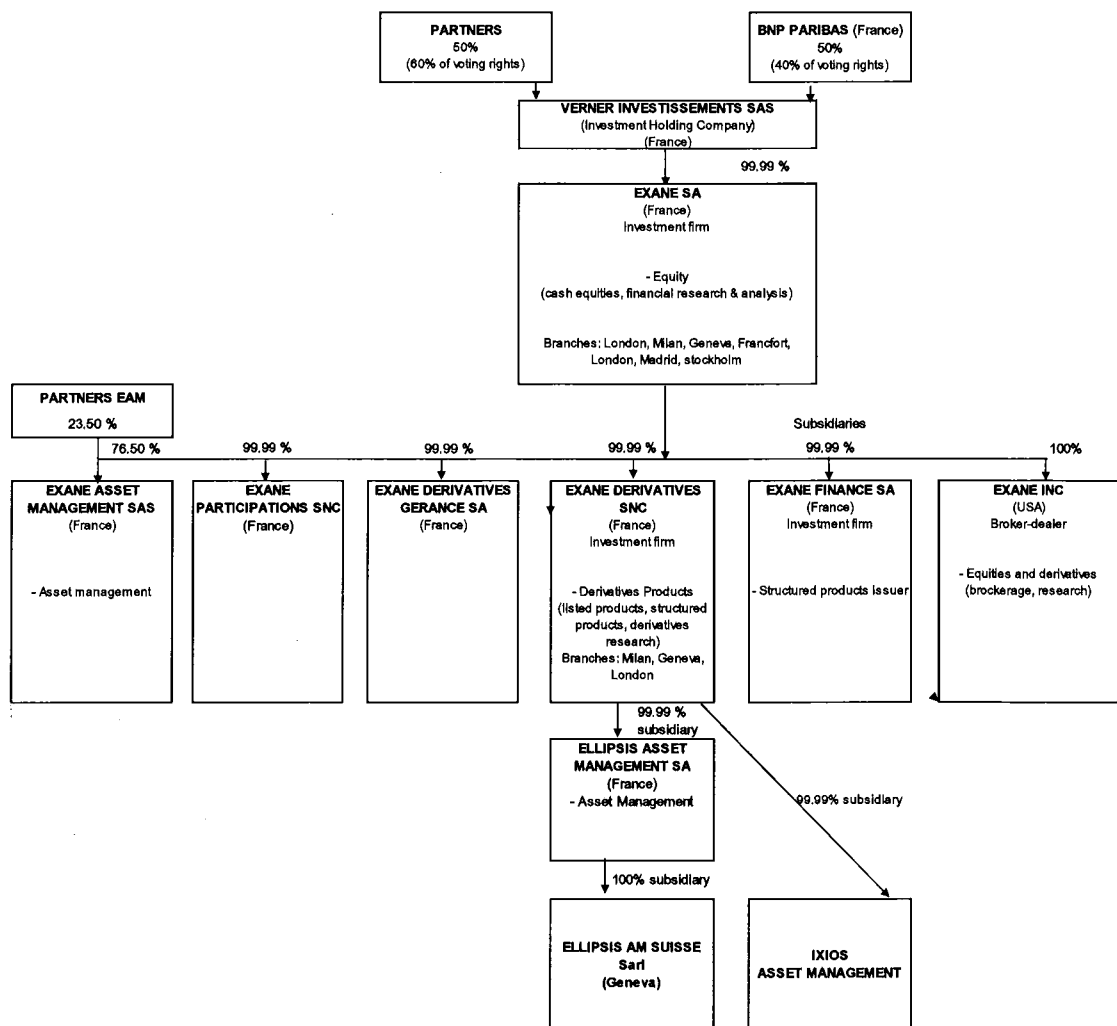 PARTNERS
50%
(60% of voting rights)
BNP PARIBAS (France)
50%
(40% of voting rights)
VERNER INVESTISSEMENTS SAS
(Investment Holding Company)
(France)
99.99 %
EXANE SA
(France)
Investment firm
- Equity
(cash equities, financial research & analysis)
Branches: London, Milan, Geneva, Francfort,
London, Madrid, stockholm
PARTNERS EAM
23.50 %
Subsidiaries
76.50 %
99.99 %
99.99 %
99.99 %
99.99 %
100%
EXANE ASSET
MANAGEMENT SAS
(France)
- Asset management
EXANE
PARTICIPATIONS SNC
(France)
EXANE DERIVATIVES
GERANCE SA
(France)
EXANE DERIVATIVES
SNC
(France)
Investment firm
- Derivatives Products
(listed products, structured
products, derivatives
research)
Branches: Milan, Geneva,
London
EXANE FINANCE SA
(France)
Investment firm
- Structured products issuer
EXANE INC
(USA)
Broker-dealer
- Equities and derivatives
(brokerage, research)
99.99 %
subsidiary
ELLIPSIS ASSET
MANAGEMENT SA
(France)
- Asset Management
99.99% subsidiary
100% subsidiary
ELLIPSIS AM SUISSE
Sarl
(Geneva)
IXIOS
ASSET MANAGEMENT